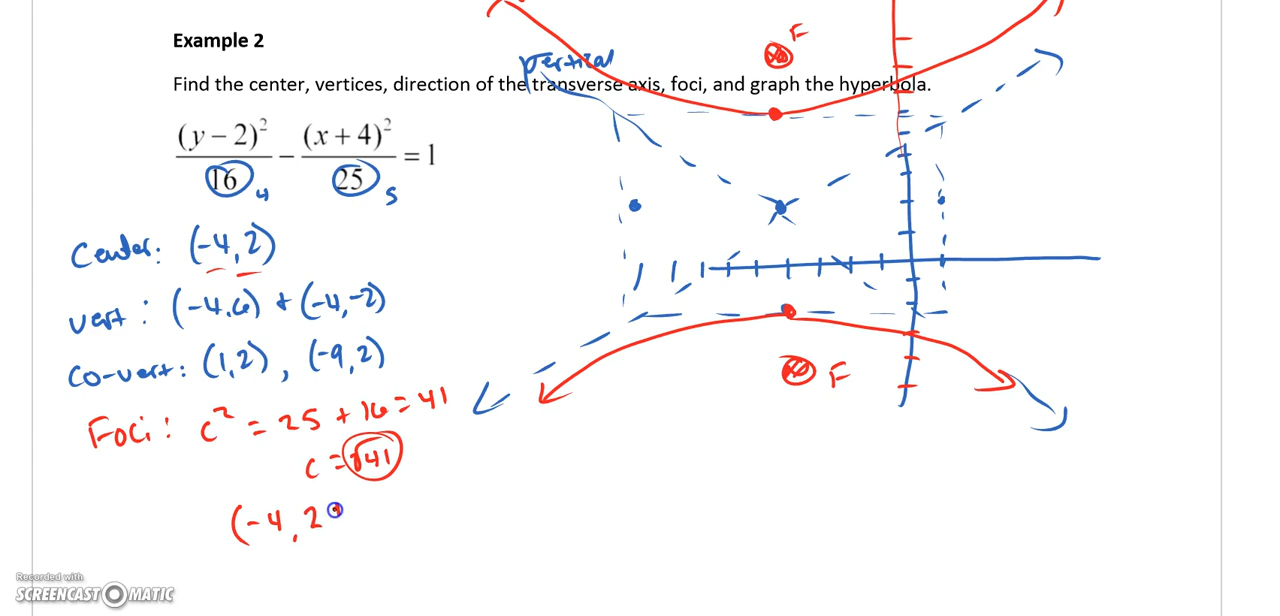 Example 2
vertical
Find the center, vertices, direction of the transverse axis, foci, and graph the hyperbola.
(y − 2)² / 16 − (x + 4)² / 25 = 1
4 5
Center: (-4, 2)
vert: (-4, 6) + (-4, -2)
Co-vert: (1, 2), (-9, 2)
Foci: c² = 25 + 16 = 41
c = √41
(-4, 2
F
F
Recorded with
SCREENCAST-O-MATIC